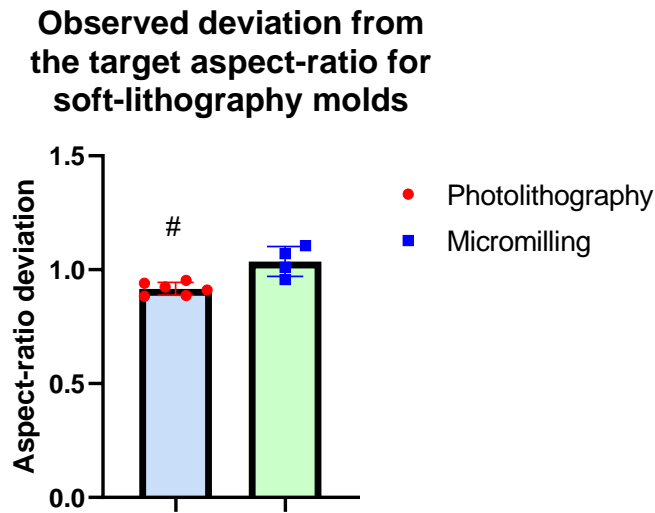 Observed deviation from
the target aspect-ratio for
soft-lithography molds
Aspect-ratio deviation
1.5
1.0
0.5
0.0
#
Photolithography
Micromilling